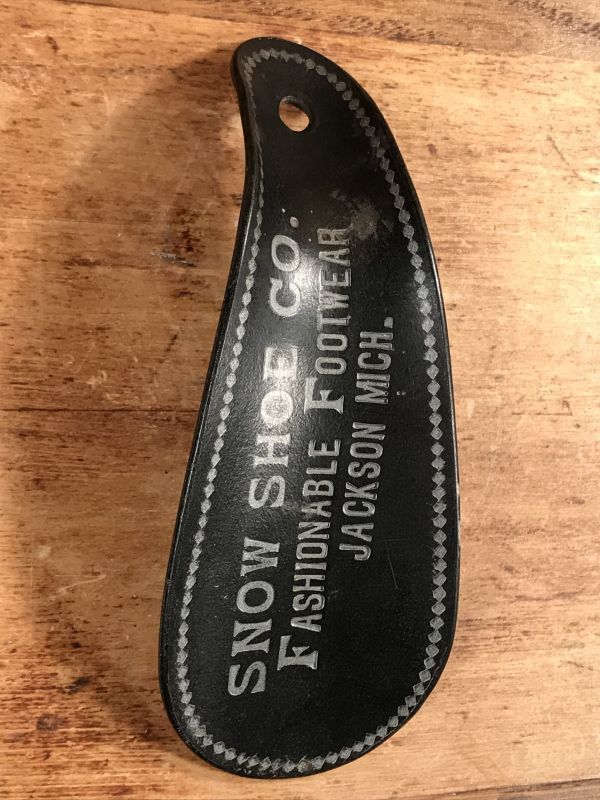 SNOW SHOE CO.
FASHIONABLE FOOTWEAR
JACKSON MICH.